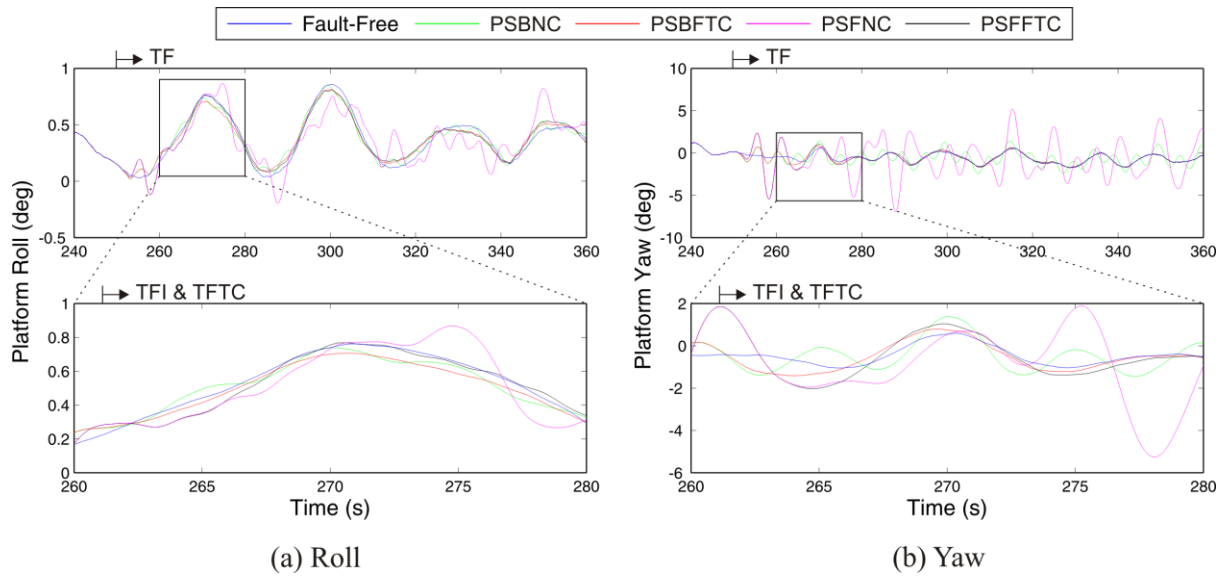 Fault-Free PSBNC PSBFTC PSFNC PSFFTC
TF
1
0.5
0
-0.5
240 260 280 300 320 340 360
Platform Roll (deg)
TFI & TFTC
1
0.8
0.6
0.4
0.2
0
260 265 270 275 280
Time (s)
(a) Roll
TF
10
5
0
-5
-10
240 260 280 300 320 340 360
Platform Yaw (deg)
TFI & TFTC
2
0
-2
-4
-6
260 265 270 275 280
Time (s)
(b) Yaw